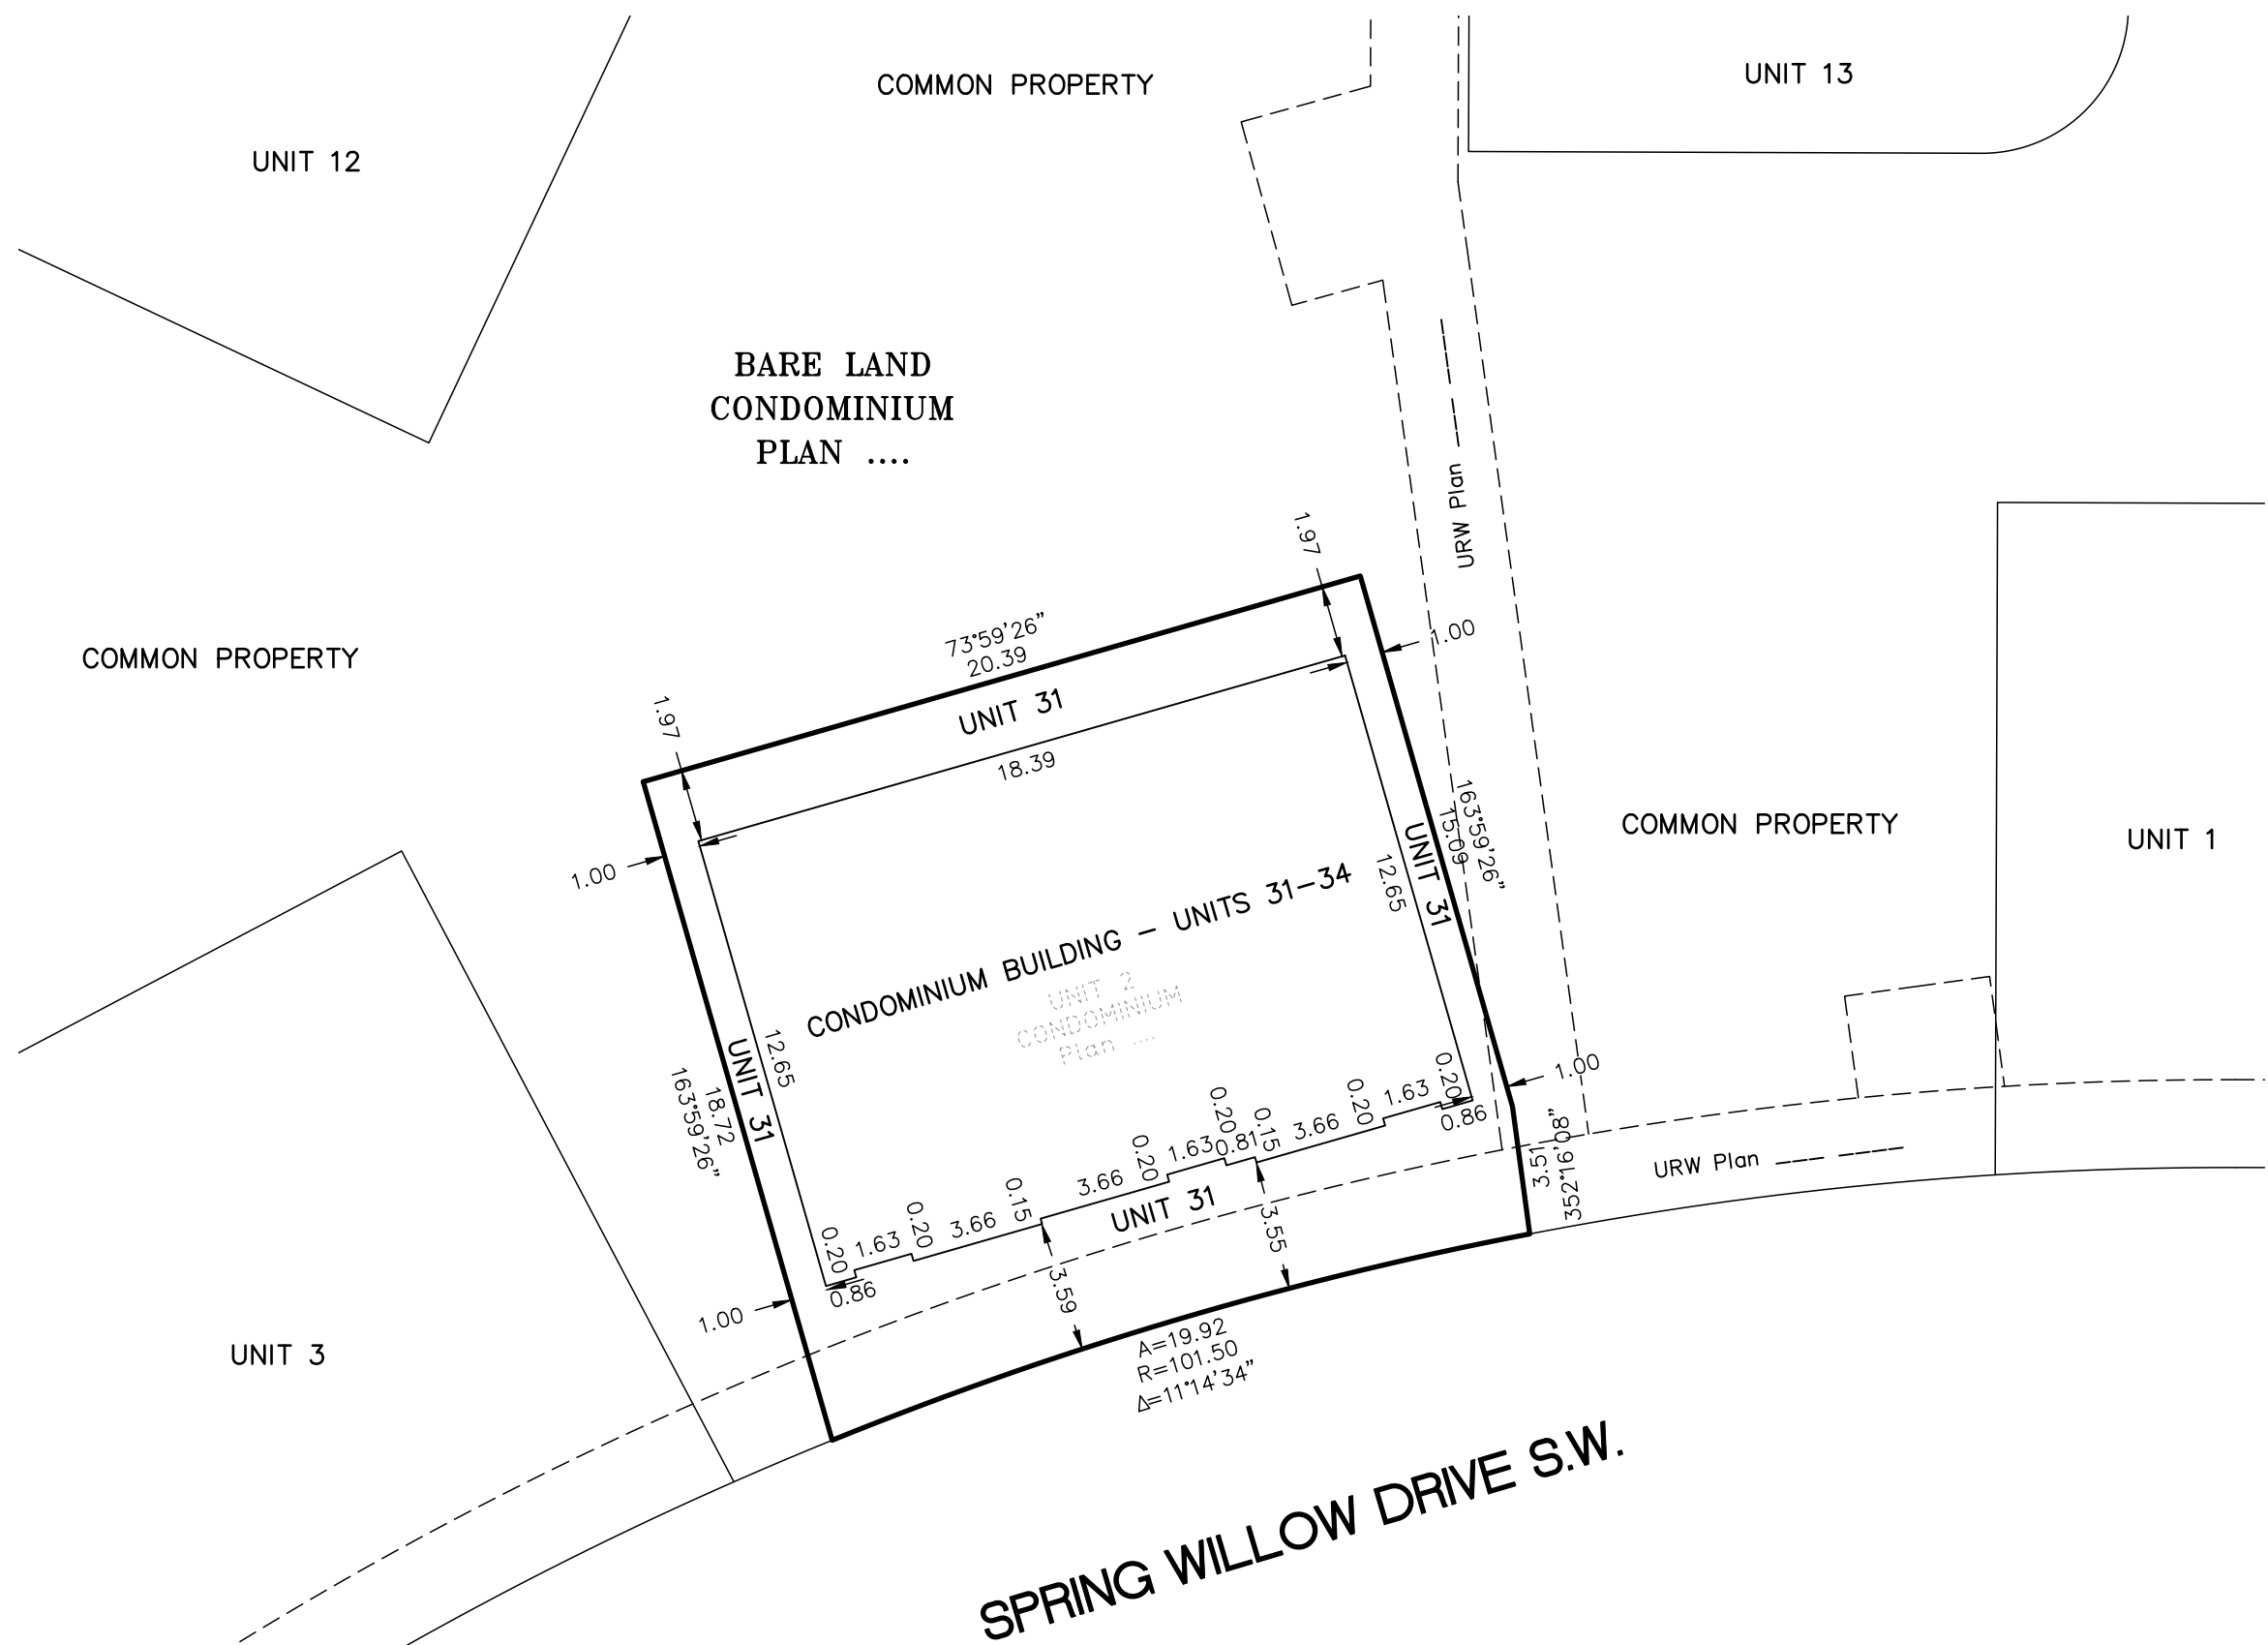 COMMON PROPERTY
UNIT 13
UNIT 12
BARE LAND
CONDOMINIUM
PLAN ....
URW Plan
1.97
73°59'26"
20.39
1.00
COMMON PROPERTY
UNIT 31
1.97
18.39
1.00
163°59'26"
15.09
UNIT 31
12.65
COMMON PROPERTY
UNIT 1
CONDOMINIUM BUILDING - UNITS 31-34
UNIT 2
CONDOMINIUM
Plan ....
12.65
UNIT 31
18.72
163°59'26"
0.20
1.63
0.20
3.66
0.15
3.66
0.20
1.63
0.20
0.81
0.15
3.66
0.20
1.63
0.20
0.86
1.00
3.51
352°16'08"
URW Plan
UNIT 31
3.55
3.59
0.86
1.00
A=19.92
R=101.50
Δ=11°14'34"
UNIT 3
SPRING WILLOW DRIVE S.W.